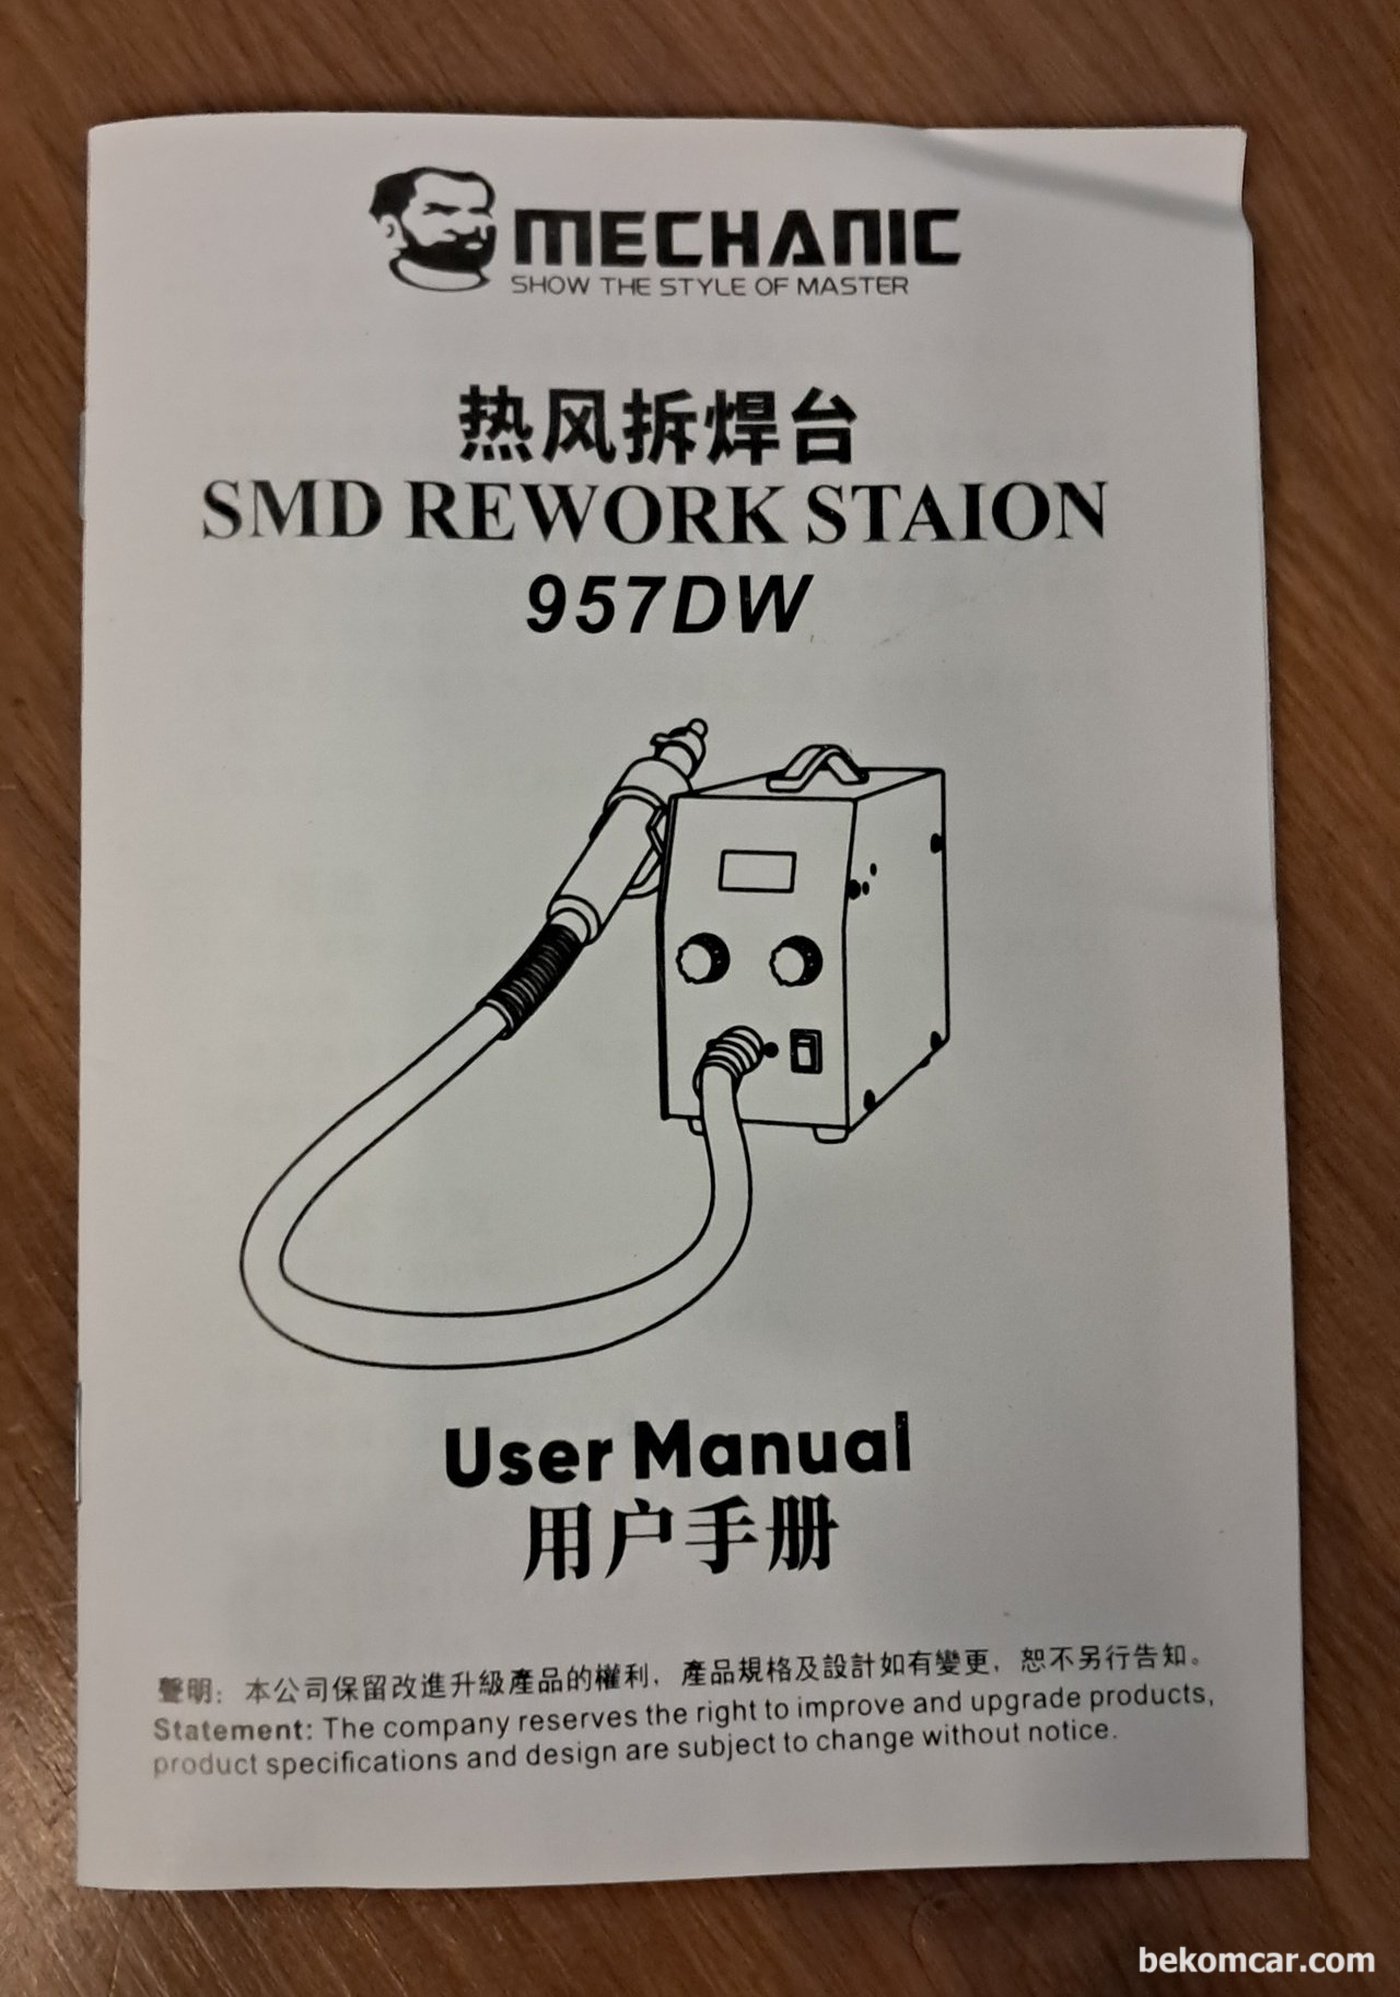 MECHANIC
SHOW THE STYLE OF MASTER
热风拆焊台
SMD REWORK STAION
957DW
User Manual
用户手册
聲明：本公司保留改進升級產品的權利，產品規格及設計如有變更，恕不另行告知。
Statement: The company reserves the right to improve and upgrade products,
product specifications and design are subject to change without notice.
bekomcar.com